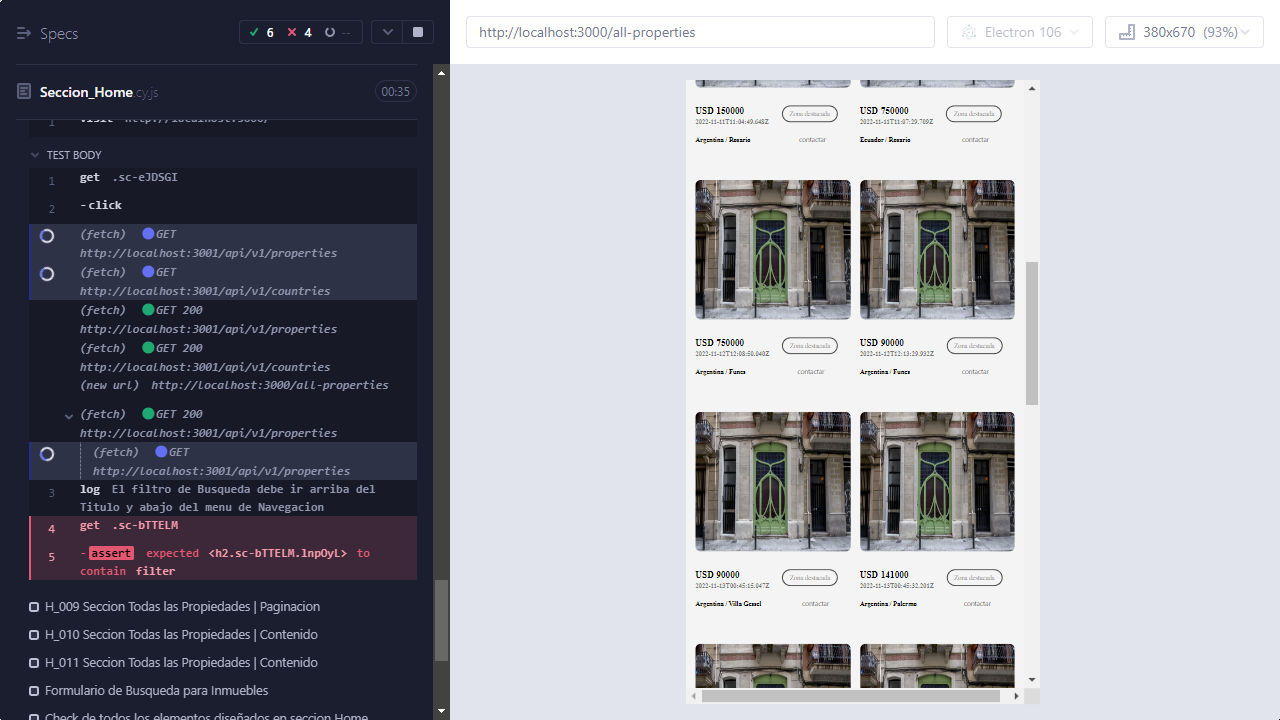 Specs
6
4
--
Seccion_Home.cy.js
00:35
1 visit http://localhost:3000
TEST BODY
1 get .sc-eJDSGI
2 -click
(fetch) GET
http://localhost:3001/api/v1/properties
(fetch) GET
http://localhost:3001/api/v1/countries
(fetch) GET 200
http://localhost:3001/api/v1/properties
(fetch) GET 200
http://localhost:3001/api/v1/countries
(new url) http://localhost:3000/all-properties
(fetch) GET 200
http://localhost:3001/api/v1/properties
(fetch) GET
http://localhost:3001/api/v1/properties
3 log El filtro de Busqueda debe ir arriba del
Titulo y abajo del menu de Navegacion
4 get .sc-bTTELM
5 -assert expected <h2.sc-bTTELM.lnpOyL> to
contain filter
H_009 Seccion Todas las Propiedades | Paginacion
H_010 Seccion Todas las Propiedades | Contenido
H_011 Seccion Todas las Propiedades | Contenido
Formulario de Busqueda para Inmuebles
Check de todos los elementos diseñados en seccion Home
http://localhost:3000/all-properties
Electron 106
380x670 (93%)
USD 150000 Zona destacada
2022-11-11T11:04:49.648Z
Argentina / Rosario contactar
USD 750000 Zona destacada
2022-11-11T11:07:29.709Z
Ecuador / Rosario contactar
USD 750000 Zona destacada
2022-11-12T12:08:50.040Z
Argentina / Funes contactar
USD 90000 Zona destacada
2022-11-12T12:13:29.932Z
Argentina / Funes contactar
USD 90000 Zona destacada
2022-11-13T00:45:15.047Z
Argentina / Villa Gessel contactar
USD 141000 Zona destacada
2022-11-13T00:45:32.201Z
Argentina / Palermo contactar